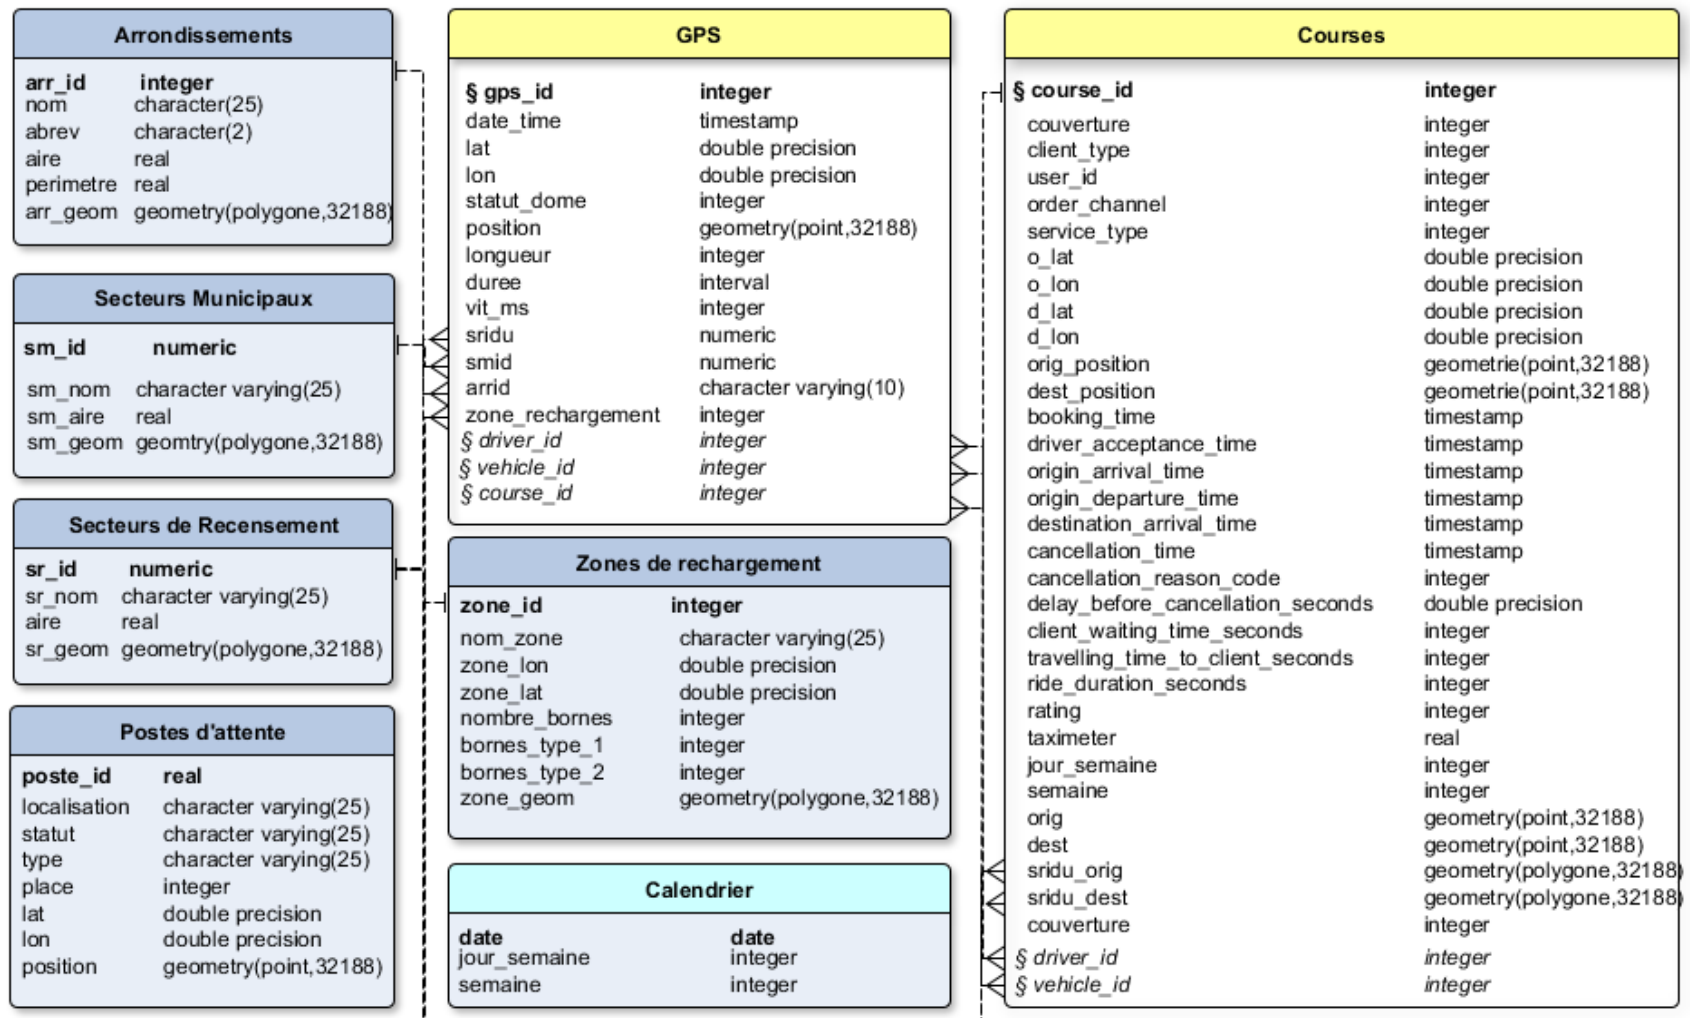 Arrondissements
arr_id integer
nom character(25)
abrev character(2)
aire real
perimetre real
arr_geom geometry(polygone,32188)
Secteurs Municipaux
sm_id numeric
sm_nom character varying(25)
sm_aire real
sm_geom geomtry(polygone,32188)
Secteurs de Recensement
sr_id numeric
sr_nom character varying(25)
aire real
sr_geom geometry(polygone,32188)
Postes d'attente
poste_id real
localisation character varying(25)
statut character varying(25)
type character varying(25)
place integer
lat double precision
lon double precision
position geometry(point,32188)
GPS
§ gps_id integer
date_time timestamp
lat double precision
lon double precision
statut_dome integer
position geometry(point,32188)
longueur integer
duree interval
vit_ms integer
sridu numeric
smid numeric
arrid character varying(10)
zone_rechargement integer
§ driver_id integer
§ vehicle_id integer
§ course_id integer
Zones de rechargement
zone_id integer
nom_zone character varying(25)
zone_lon double precision
zone_lat double precision
nombre_bornes integer
bornes_type_1 integer
bornes_type_2 integer
zone_geom geometry(polygone,32188)
Calendrier
date date
jour_semaine integer
semaine integer
Courses
§ course_id integer
couverture integer
client_type integer
user_id integer
order_channel integer
service_type integer
o_lat double precision
o_lon double precision
d_lat double precision
d_lon double precision
orig_position geometrie(point,32188)
dest_position geometrie(point,32188)
booking_time timestamp
driver_acceptance_time timestamp
origin_arrival_time timestamp
origin_departure_time timestamp
destination_arrival_time timestamp
cancellation_time timestamp
cancellation_reason_code integer
delay_before_cancellation_seconds double precision
client_waiting_time_seconds integer
travelling_time_to_client_seconds integer
ride_duration_seconds integer
rating integer
taximeter real
jour_semaine integer
semaine integer
orig geometry(point,32188)
dest geometry(point,32188)
sridu_orig geometry(polygone,32188)
sridu_dest geometry(polygone,32188)
couverture integer
§ driver_id integer
§ vehicle_id integer